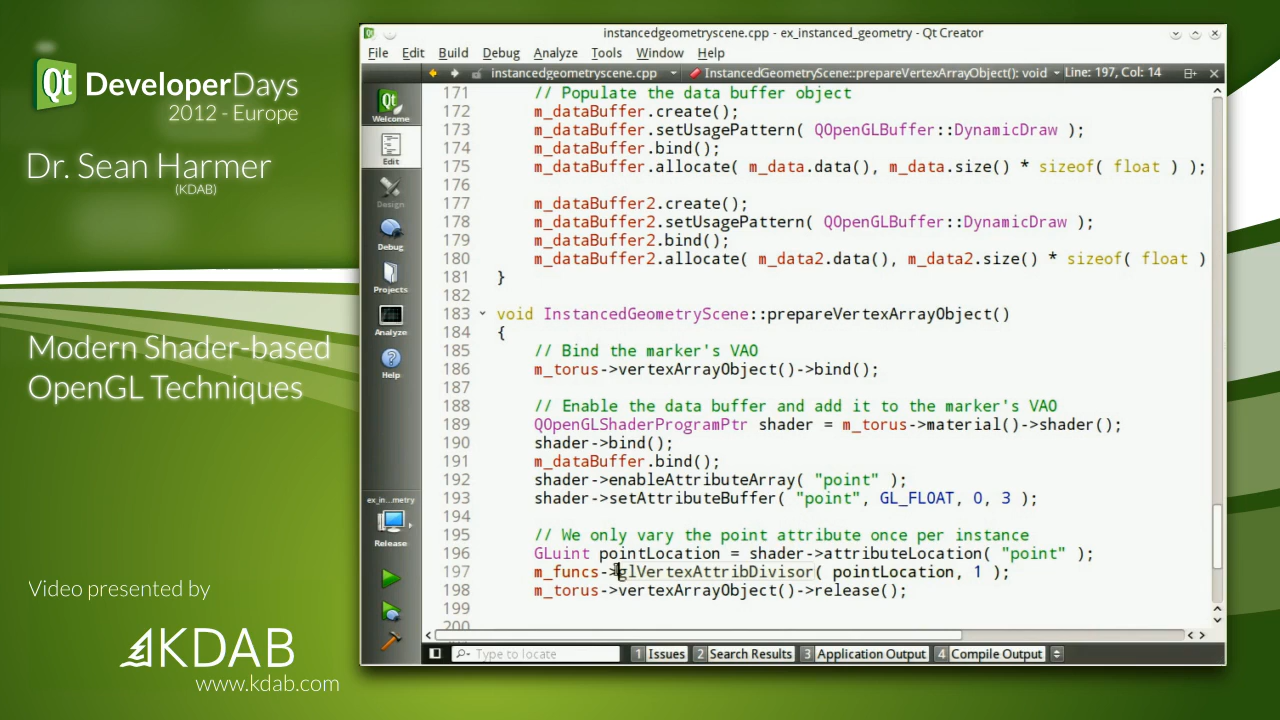 Qt DeveloperDays
2012 - Europe
Dr. Sean Harmer
(KDAB)
Modern Shader-based
OpenGL Techniques
Video presented by
KDAB
www.kdab.com
instancedgeometryscene.cpp - ex_instanced_geometry - Qt Creator
File Edit Build Debug Analyze Tools Window Help
instancedgeometryscene.cpp InstancedGeometryScene::prepareVertexArrayObject(): void Line: 197, Col: 14
Qt
Welcome
Edit
Design
Debug
Projects
Analyze
Help
ex_in...metry
Release
171 // Populate the data buffer object
172 m_dataBuffer.create();
173 m_dataBuffer.setUsagePattern( QOpenGLBuffer::DynamicDraw );
174 m_dataBuffer.bind();
175 m_dataBuffer.allocate( m_data.data(), m_data.size() * sizeof( float ) );
176
177 m_dataBuffer2.create();
178 m_dataBuffer2.setUsagePattern( QOpenGLBuffer::DynamicDraw );
179 m_dataBuffer2.bind();
180 m_dataBuffer2.allocate( m_data2.data(), m_data2.size() * sizeof( float )
181 }
182
183 void InstancedGeometryScene::prepareVertexArrayObject()
184 {
185 // Bind the marker's VAO
186 m_torus->vertexArrayObject()->bind();
187
188 // Enable the data buffer and add it to the marker's VAO
189 QOpenGLShaderProgramPtr shader = m_torus->material()->shader();
190 shader->bind();
191 m_dataBuffer.bind();
192 shader->enableAttributeArray( "point" );
193 shader->setAttributeBuffer( "point", GL_FLOAT, 0, 3 );
194
195 // We only vary the point attribute once per instance
196 GLuint pointLocation = shader->attributeLocation( "point" );
197 m_funcs->glVertexAttribDivisor( pointLocation, 1 );
198 m_torus->vertexArrayObject()->release();
199
200
Type to locate 1 Issues 2 Search Results 3 Application Output 4 Compile Output